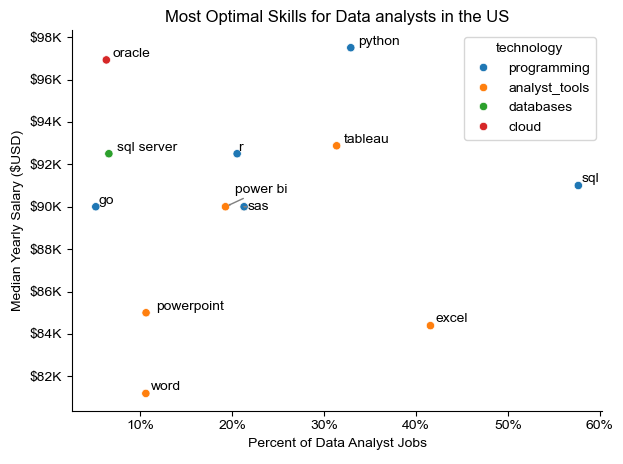 Most Optimal Skills for Data analysts in the US
$98K
python
technology
oracle
programming
$96K
analyst_tools
databases
$94K
cloud
tableau
sql server
r
$92K
sql
power bi
go
sas
$90K
Median Yearly Salary ($USD)
$88K
$86K
powerpoint
excel
$84K
word
$82K
10%
20%
30%
40%
50%
60%
Percent of Data Analyst Jobs